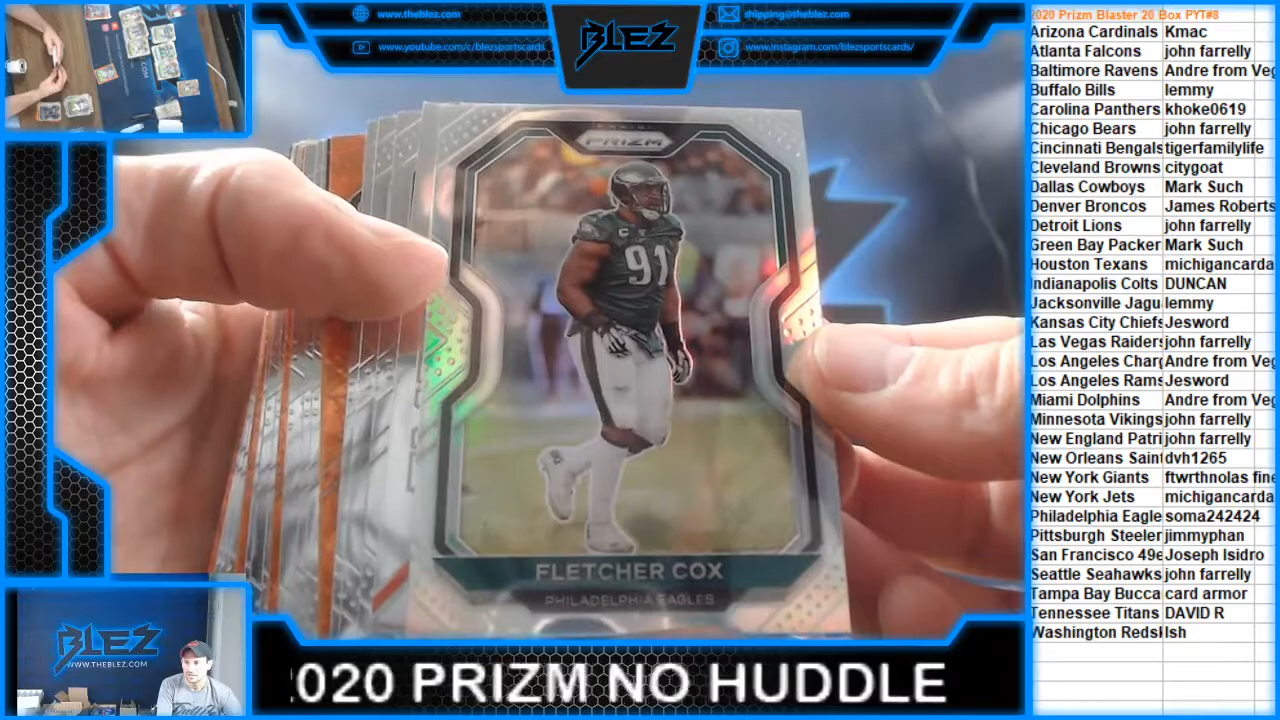 www.theblez.com
www.youtube.com/c/blezsportscards
BLEZ
shipping@theblez.com
www.instagram.com/blezsportscards/
PANINI
PRIZM
91
FLETCHER COX
PHILADELPHIA EAGLES
BLEZ
WWW.THEBLEZ.COM
020 PRIZM NO HUDDLE
2020 Prizm Blaster 20 Box PYT#8
Arizona Cardinals Kmac
Atlanta Falcons john farrelly
Baltimore Ravens Andre from Veg
Buffalo Bills lemmy
Carolina Panthers khoke0619
Chicago Bears john farrelly
Cincinnati Bengals tigerfamilylife
Cleveland Browns citygoat
Dallas Cowboys Mark Such
Denver Broncos James Roberts
Detroit Lions john farrelly
Green Bay Packer Mark Such
Houston Texans michigancarda
Indianapolis Colts DUNCAN
Jacksonville Jagu lemmy
Kansas City Chiefs Jesword
Las Vegas Raiders john farrelly
Los Angeles Charg Andre from Veg
Los Angeles Rams Jesword
Miami Dolphins Andre from Veg
Minnesota Vikings john farrelly
New England Patri john farrelly
New Orleans Saint dvh1265
New York Giants ftwrthnolas fine
New York Jets michigancarda
Philadelphia Eagle soma242424
Pittsburgh Steeler jimmyphan
San Francisco 49e Joseph Isidro
Seattle Seahawks john farrelly
Tampa Bay Bucca card armor
Tennessee Titans DAVID R
Washington Redsk Ish